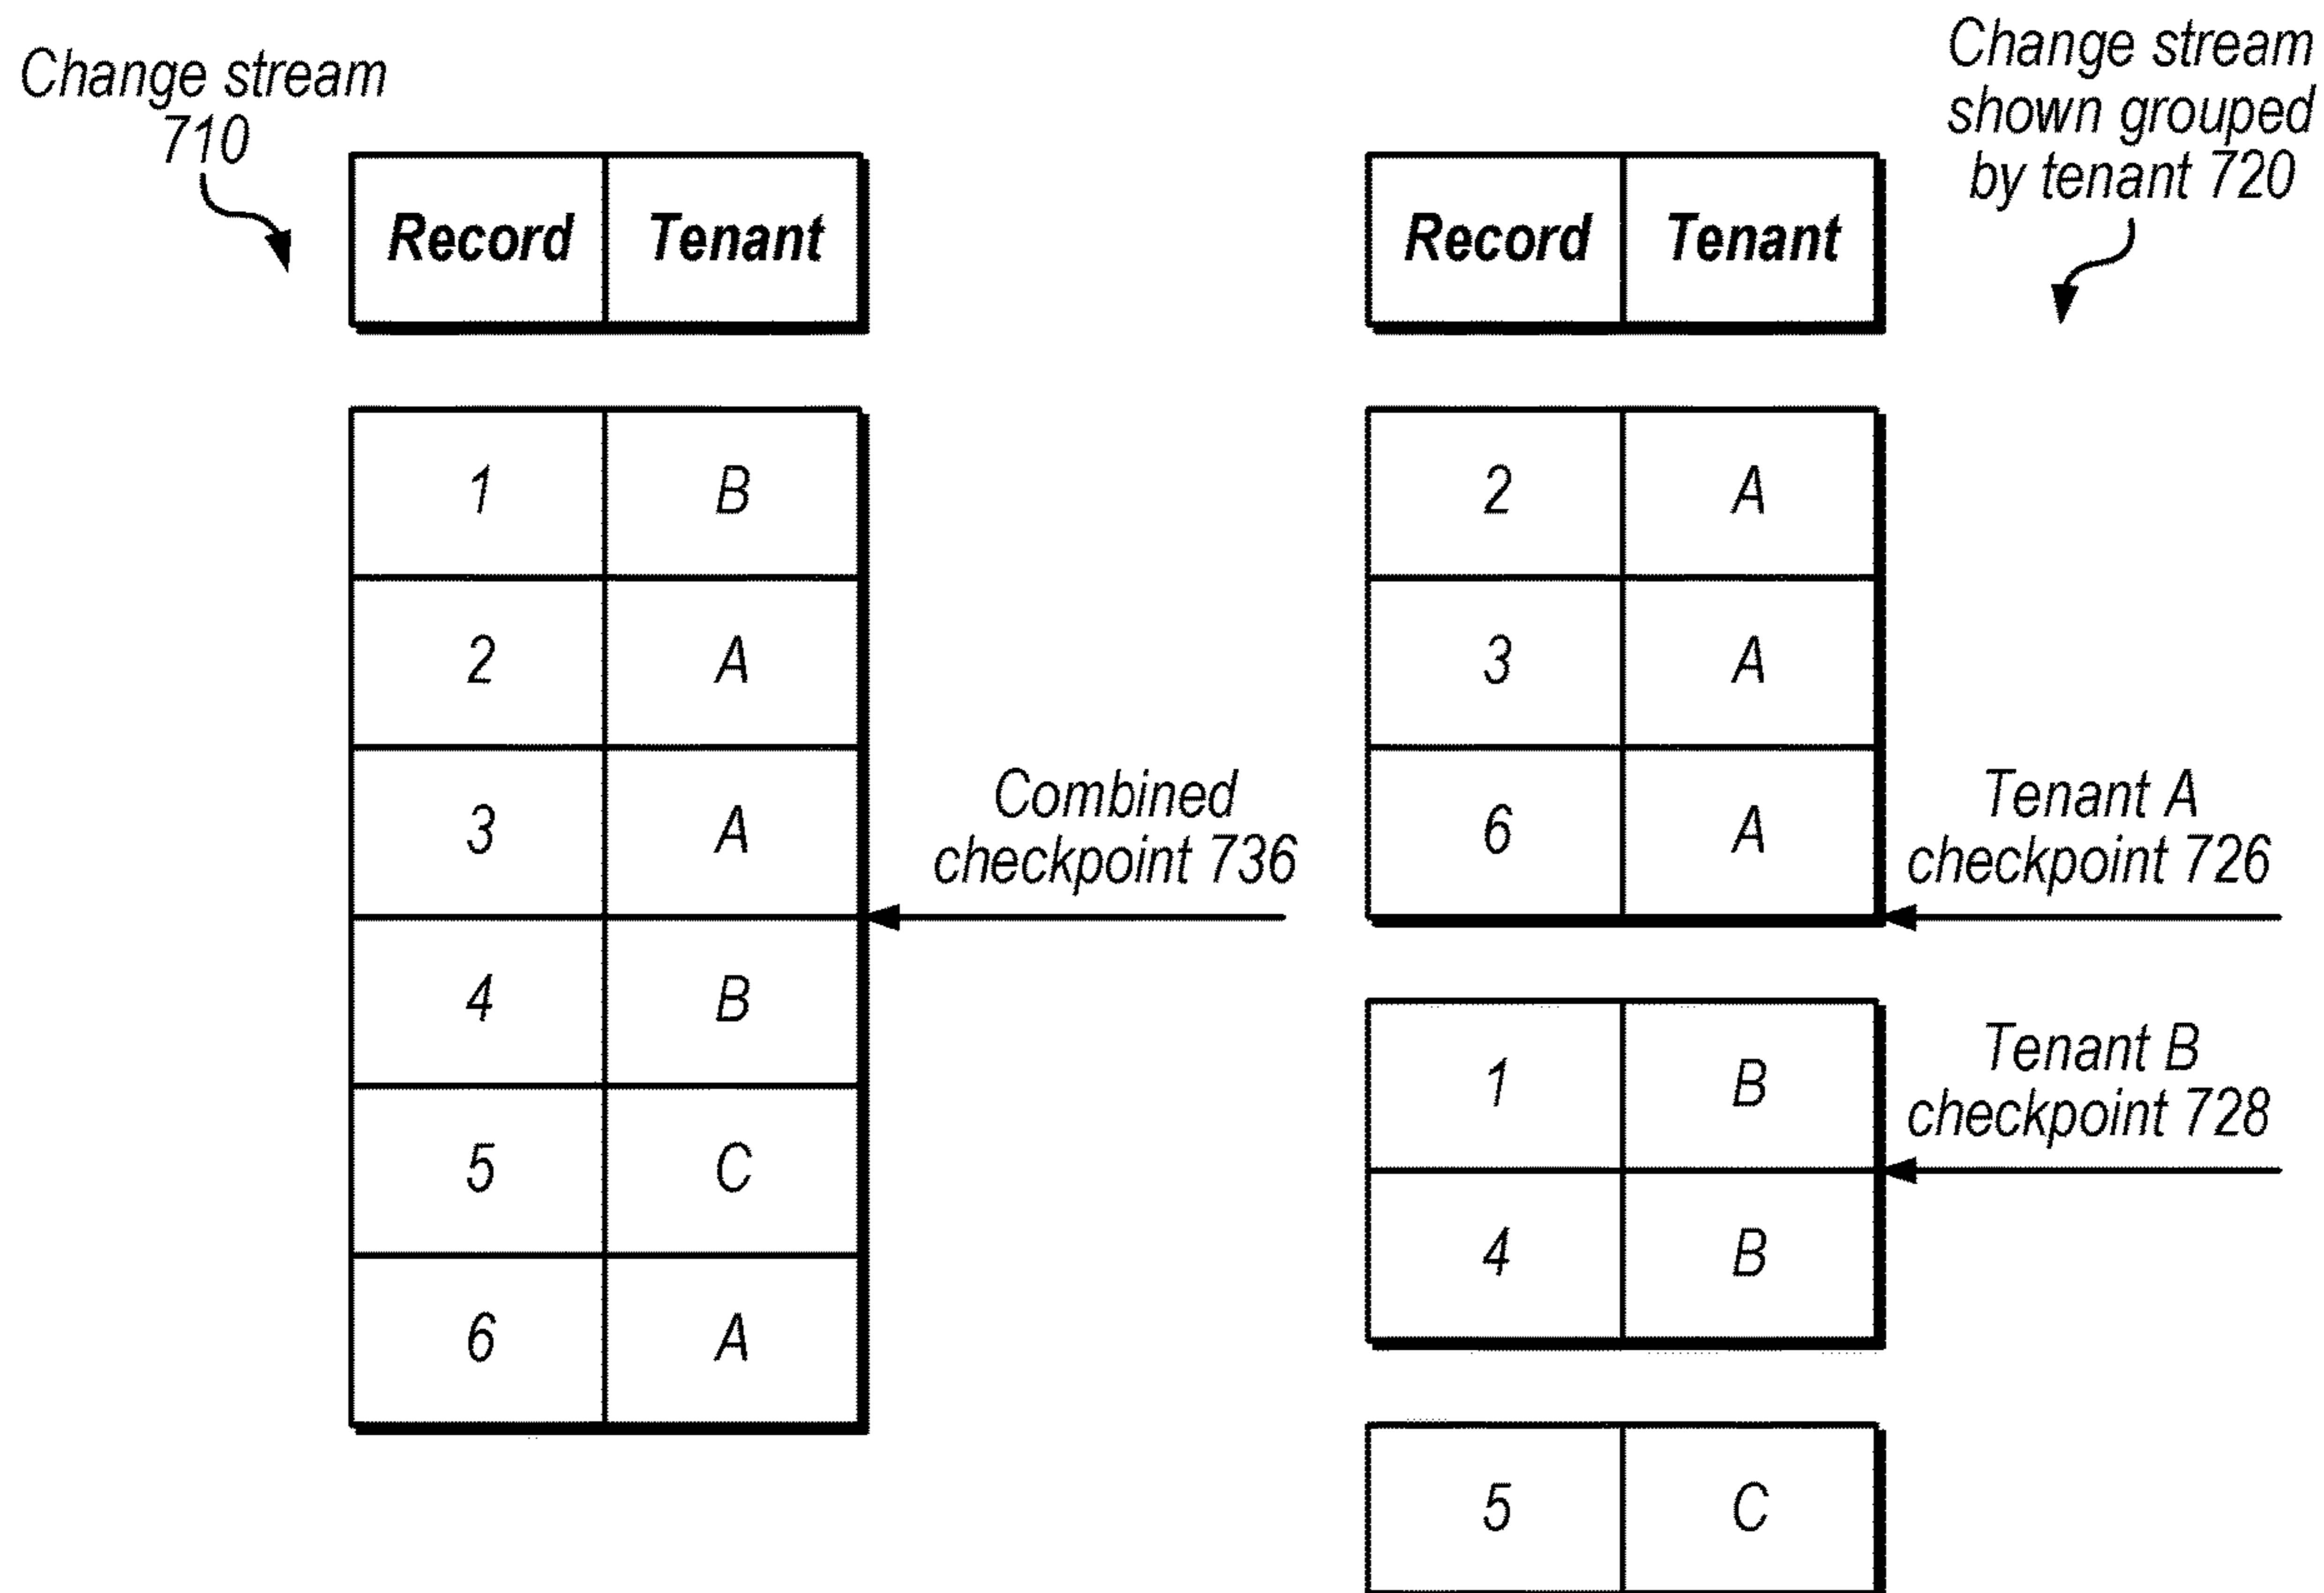 Change stream
710
Record Tenant
1 B
2 A
3 A
4 B
5 C
6 A
Combined
checkpoint 736
Change stream
shown grouped
by tenant 720
Record Tenant
2 A
3 A
6 A
Tenant A
checkpoint 726
1 B
4 B
Tenant B
checkpoint 728
5 C